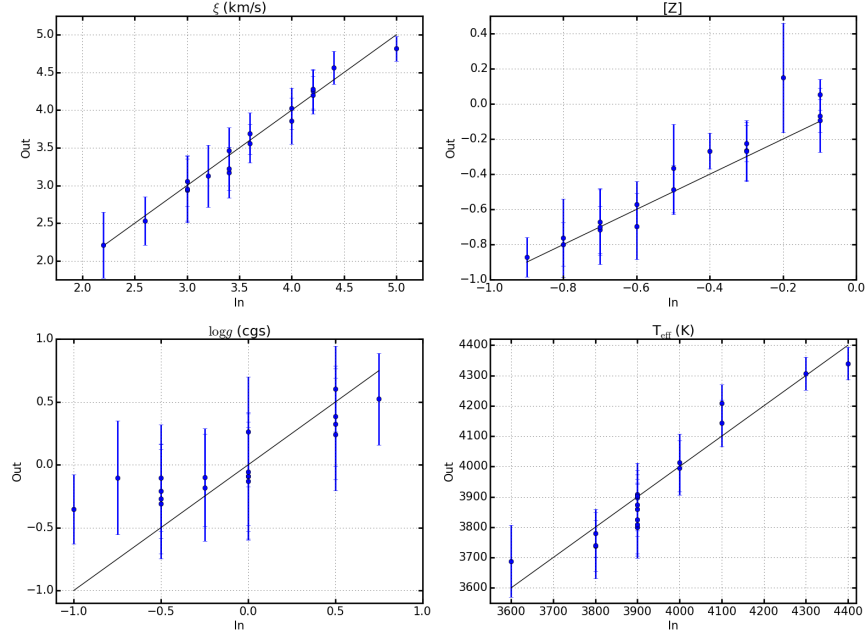 ξ (km/s)
5.0
4.5
4.0
3.5
3.0
2.5
2.0
Out
2.0 2.5 3.0 3.5 4.0 4.5 5.0
In
[Z]
0.4
0.2
0.0
−0.2
−0.4
−0.6
−0.8
−1.0
Out
−1.0 −0.8 −0.6 −0.4 −0.2 0.0
In
log g (cgs)
1.0
0.5
0.0
−0.5
−1.0
Out
−1.0 −0.5 0.0 0.5 1.0
In
T_eff (K)
4400
4300
4200
4100
4000
3900
3800
3700
3600
Out
3600 3700 3800 3900 4000 4100 4200 4300 4400
In